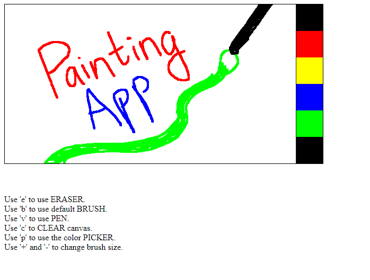 Painting
App
Use 'e' to use ERASER.
Use 'b' to use default BRUSH.
Use 'v' to use PEN.
Use 'c' to CLEAR canvas.
Use 'p' to use the color PICKER.
Use '+' and '-' to change brush size.